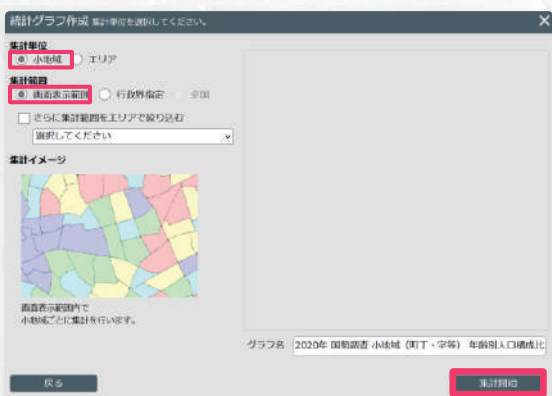 統計グラフ作成 集計単位を選択してください。
集計単位
小地域 エリア
集計範囲
画面表示範囲 行政界指定 全国
さらに集計範囲をエリアで絞り込む
選択してください
集計イメージ
画面表示範囲内で
小地域ごとに集計を行います。
グラフ名 2020年 国勢調査 小地域（町丁・字等） 年齢別人口構成比
戻る 集計開始